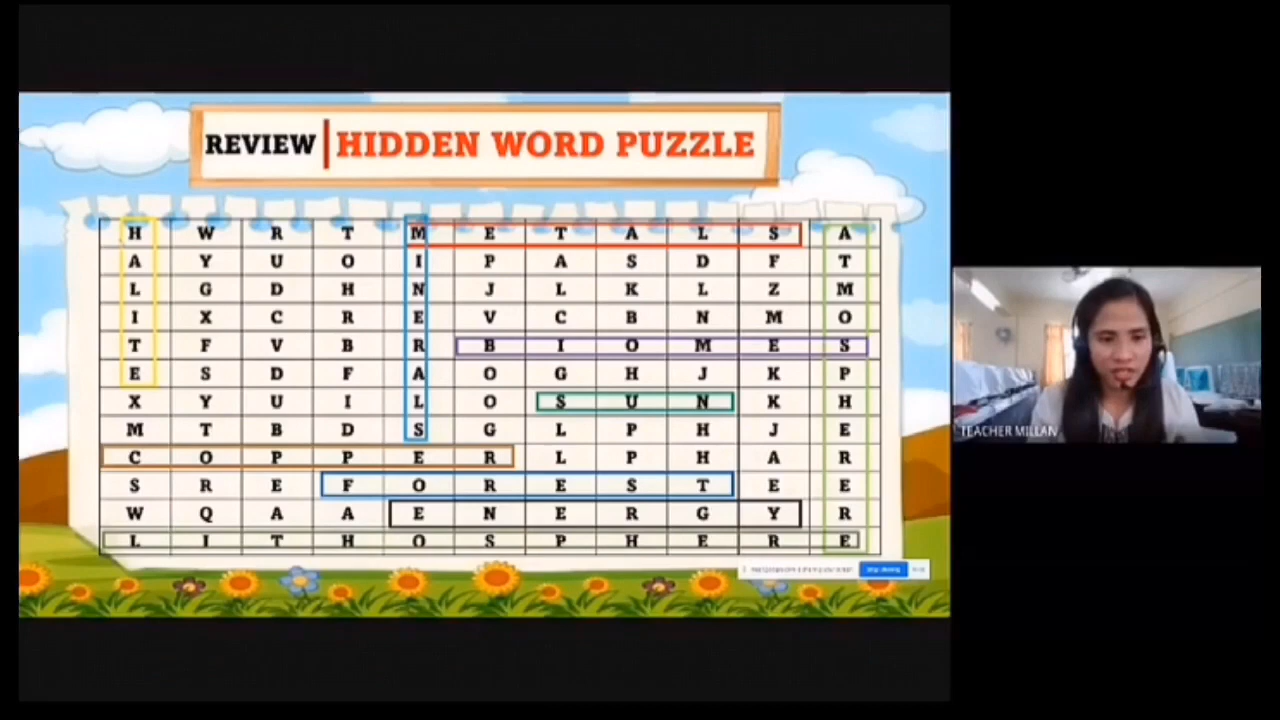 REVIEW HIDDEN WORD PUZZLE
H W R T M E T A L S A
A Y U O I P A S D F T
L G D H N J L K L Z M
I X C R E V C B N M O
T F V B R B I O M E S
E S D F A O G H J K P
X Y U I L O S U N K H
M T B D S G L P H J E
C O P P E R L P H A R
S R E F O R E S T E E
W Q A A E N E R G Y R
L I T H O S P H E R E
TEACHER MILLAN